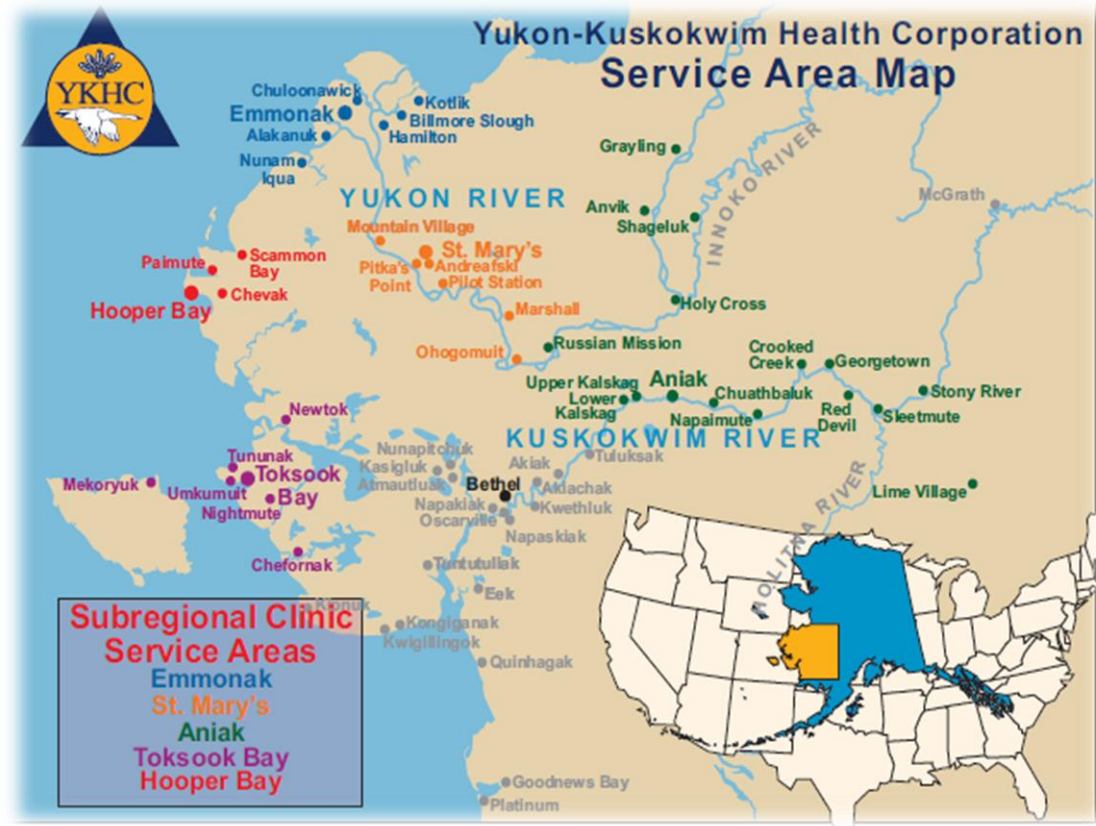 Yukon-Kuskokwim Health Corporation
Service Area Map
YKHC
Chuloonawick
Emmonak
Alakanuk
Nunam
Iqua
Kotlik
Billmore Slough
Hamilton
Grayling
Anvik
Shageluk
INNOKO RIVER
McGrath
YUKON RIVER
Mountain Village
St. Mary's
Pitka's
Point
Andreafski
Pilot Station
Marshall
Ohogomuit
Scammon
Bay
Paimute
Chevak
Hooper Bay
Holy Cross
Russian Mission
Crooked
Creek
Georgetown
Upper Kalskag
Lower
Kalskag
Aniak
Chuathbaluk
Napaimute
Red
Devil
Sleetmute
Stony River
KUSKOKWIM RIVER
Newtok
Tununak
Toksook
Bay
Mekoryuk
Umkumuit
Nightmute
Chefornak
Nunapitchuk
Kasigluk
Atmautluak
Bethel
Akiak
Tuluksak
Akiachak
Kwethluk
Napakiak
Oscarville
Napaskiak
Lime Village
HOLITNA RIVER
Tuntutuliak
Eek
Kipnuk
Kongiganak
Kwigillingok
Quinhagak
Goodnews Bay
Platinum
Subregional Clinic
Service Areas
Emmonak
St. Mary's
Aniak
Toksook Bay
Hooper Bay